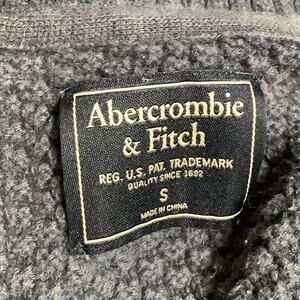 Abercrombie
& Fitch
REG. U.S. PAT. TRADEMARK
QUALITY SINCE 1892
S
MADE IN CHINA